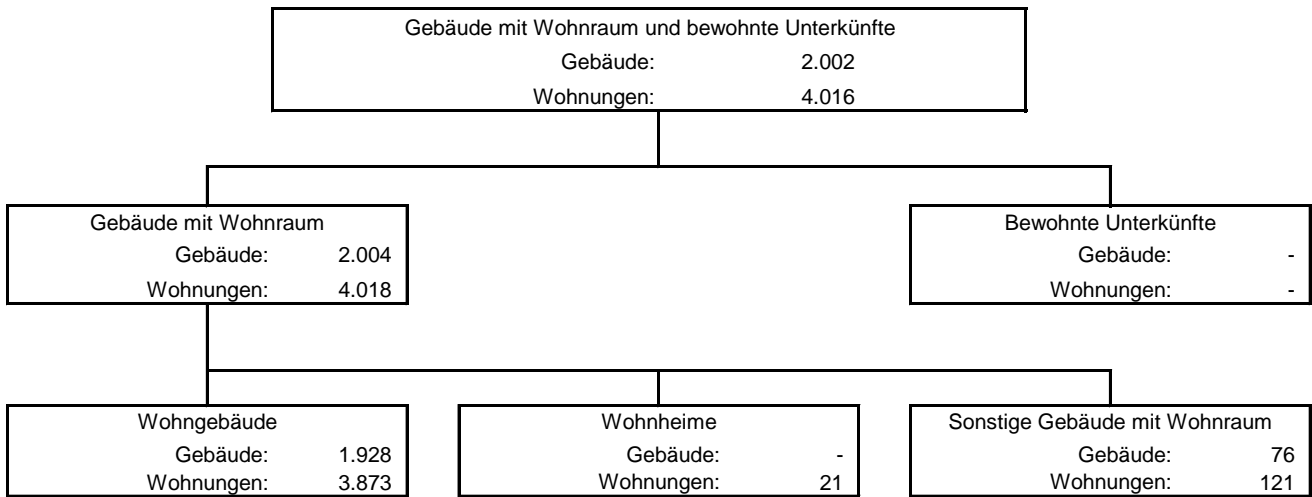 Gebäude mit Wohnraum und bewohnte Unterkünfte
Gebäude: 2.002
Wohnungen: 4.016
Gebäude mit Wohnraum
Gebäude: 2.004
Wohnungen: 4.018
Bewohnte Unterkünfte
Gebäude: -
Wohnungen: -
Wohngebäude
Gebäude: 1.928
Wohnungen: 3.873
Wohnheime
Gebäude: -
Wohnungen: 21
Sonstige Gebäude mit Wohnraum
Gebäude: 76
Wohnungen: 121